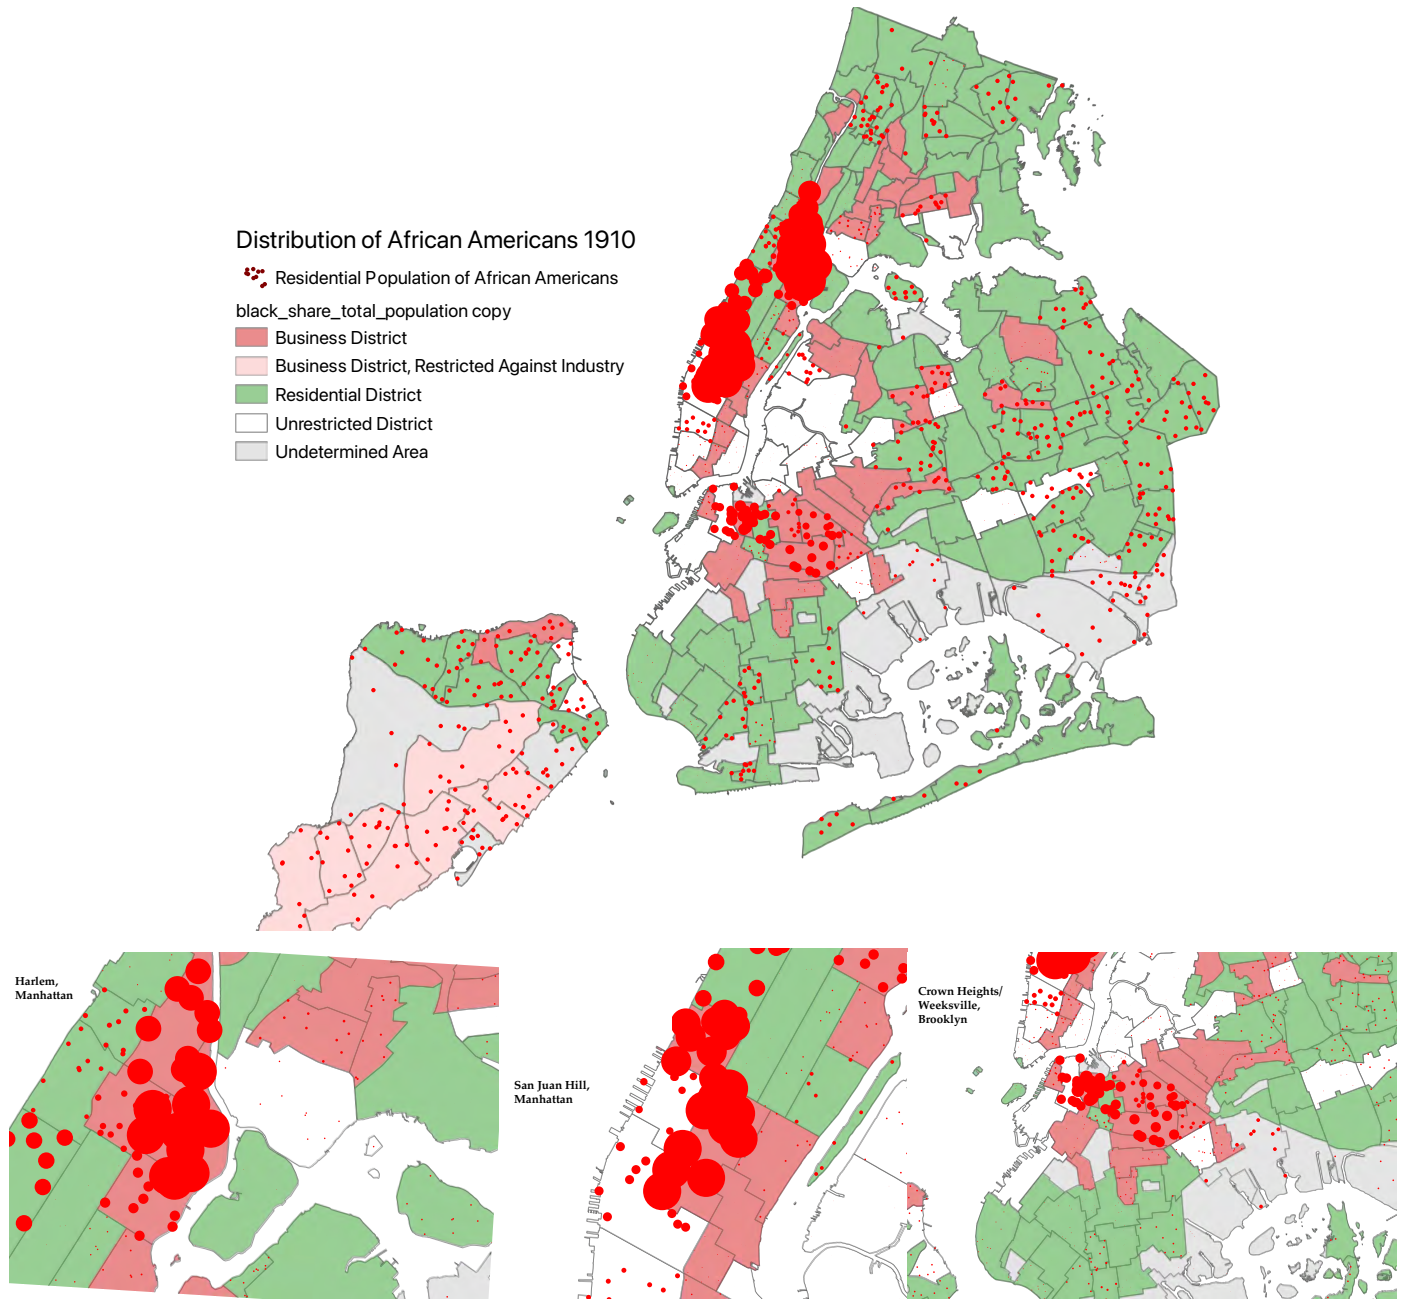 Distribution of African Americans 1910
Residential Population of African Americans
black_share_total_population copy
Business District
Business District, Restricted Against Industry
Residential District
Unrestricted District
Undetermined Area
Harlem,
Manhattan
San Juan Hill,
Manhattan
Crown Heights/
Weeksville,
Brooklyn